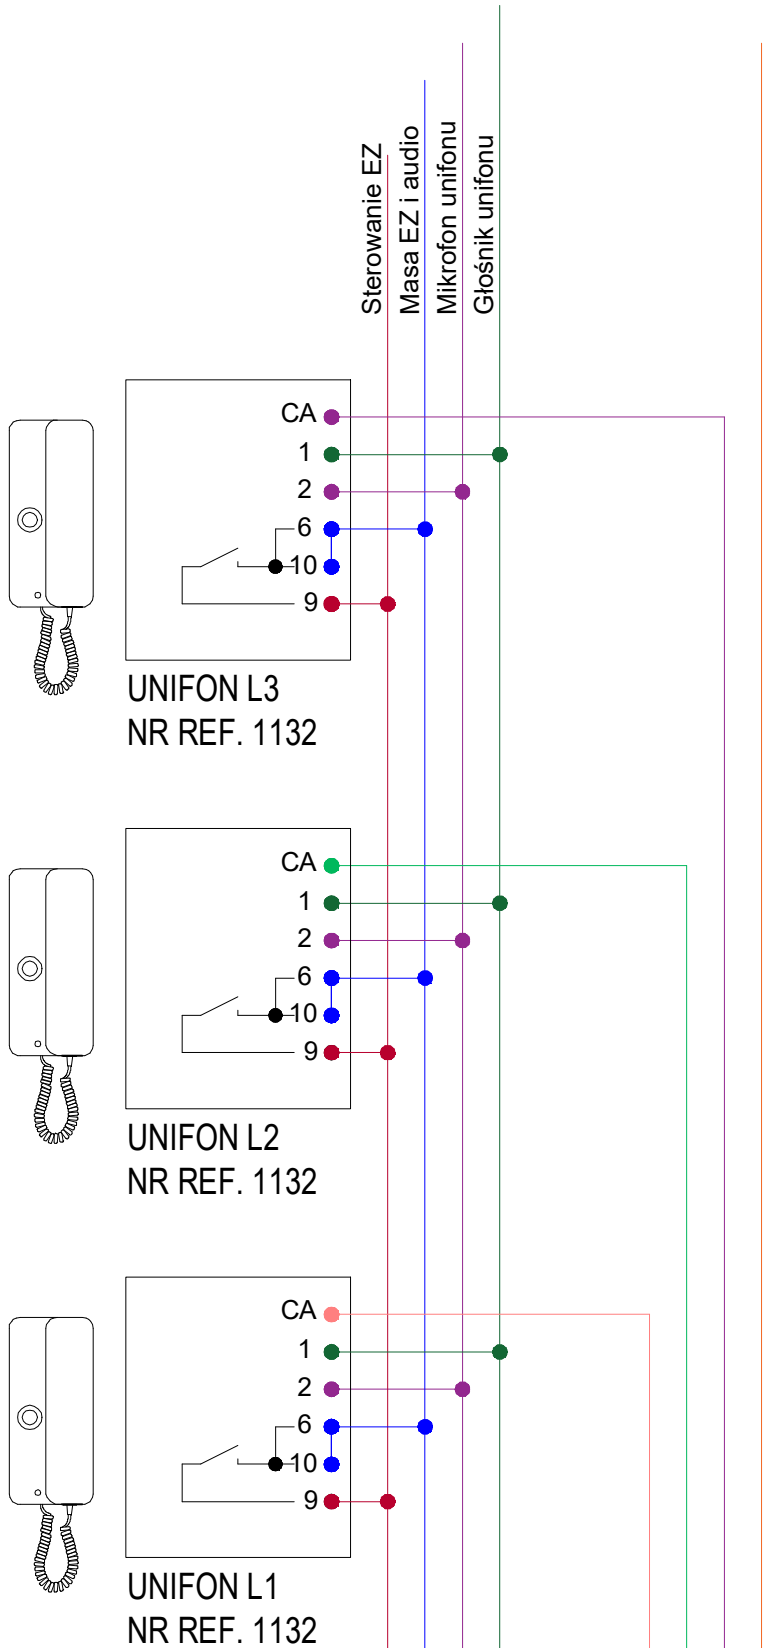 Sterowanie EZ
Masa EZ i audio
Mikrofon unifonu
Głośnik unifonu
CA
1
2
6
10
9
UNIFON L3
NR REF. 1132
CA
1
2
6
10
9
UNIFON L2
NR REF. 1132
CA
1
2
6
10
9
UNIFON L1
NR REF. 1132